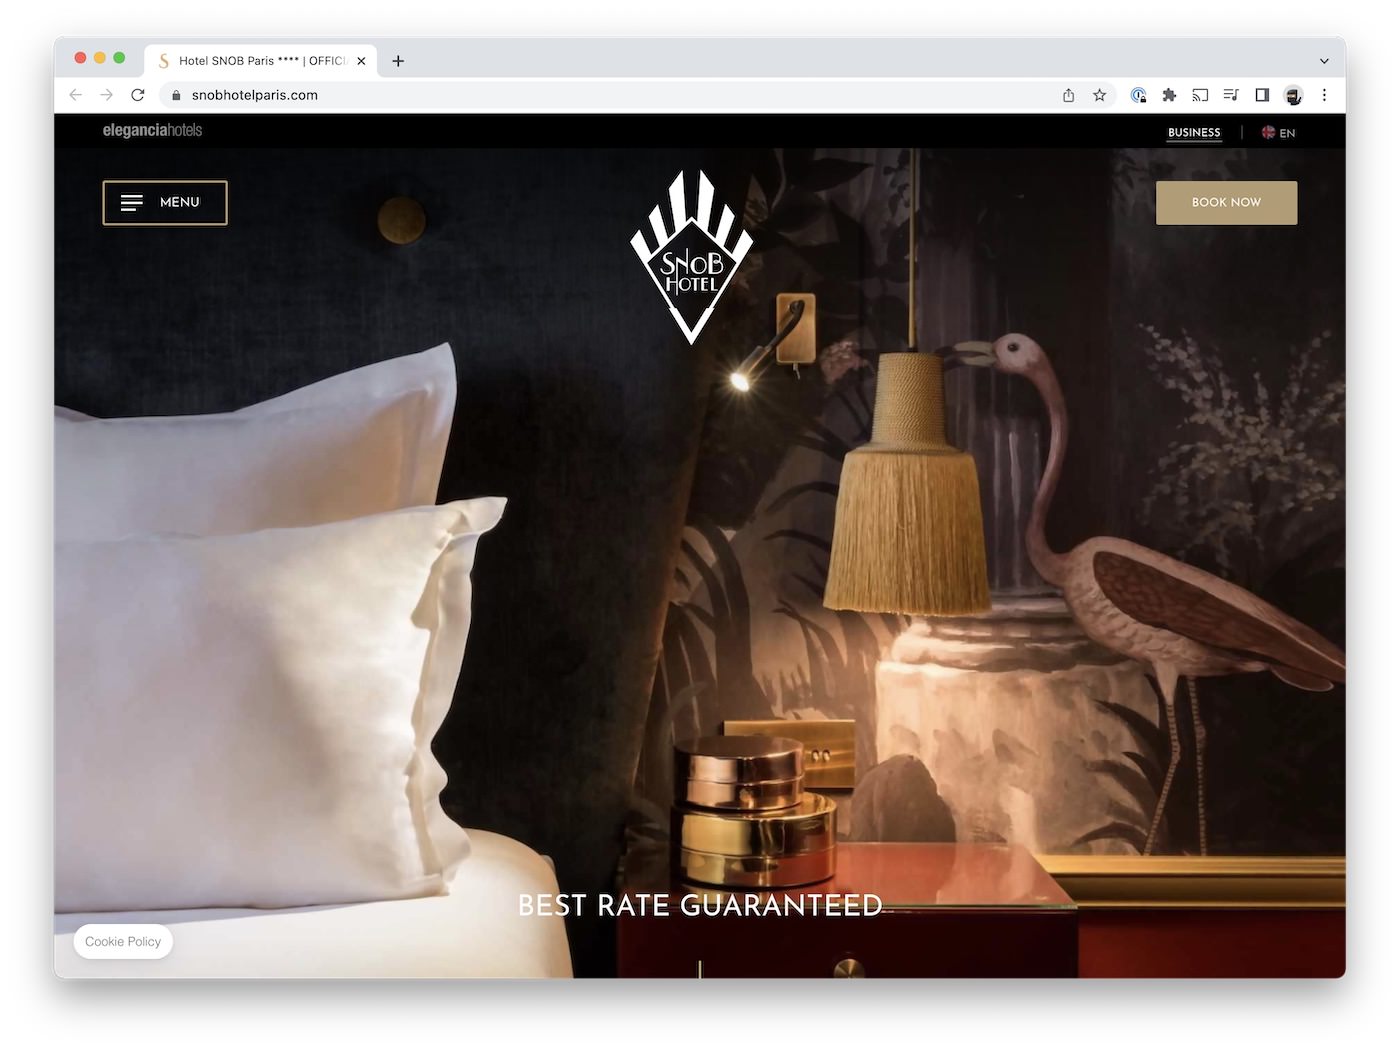 Hotel SNOB Paris **** | OFFICI
snobhotelparis.com
eleganciahotels
BUSINESS
EN
MENU
SNOB
HOTEL
BOOK NOW
BEST RATE GUARANTEED
Cookie Policy